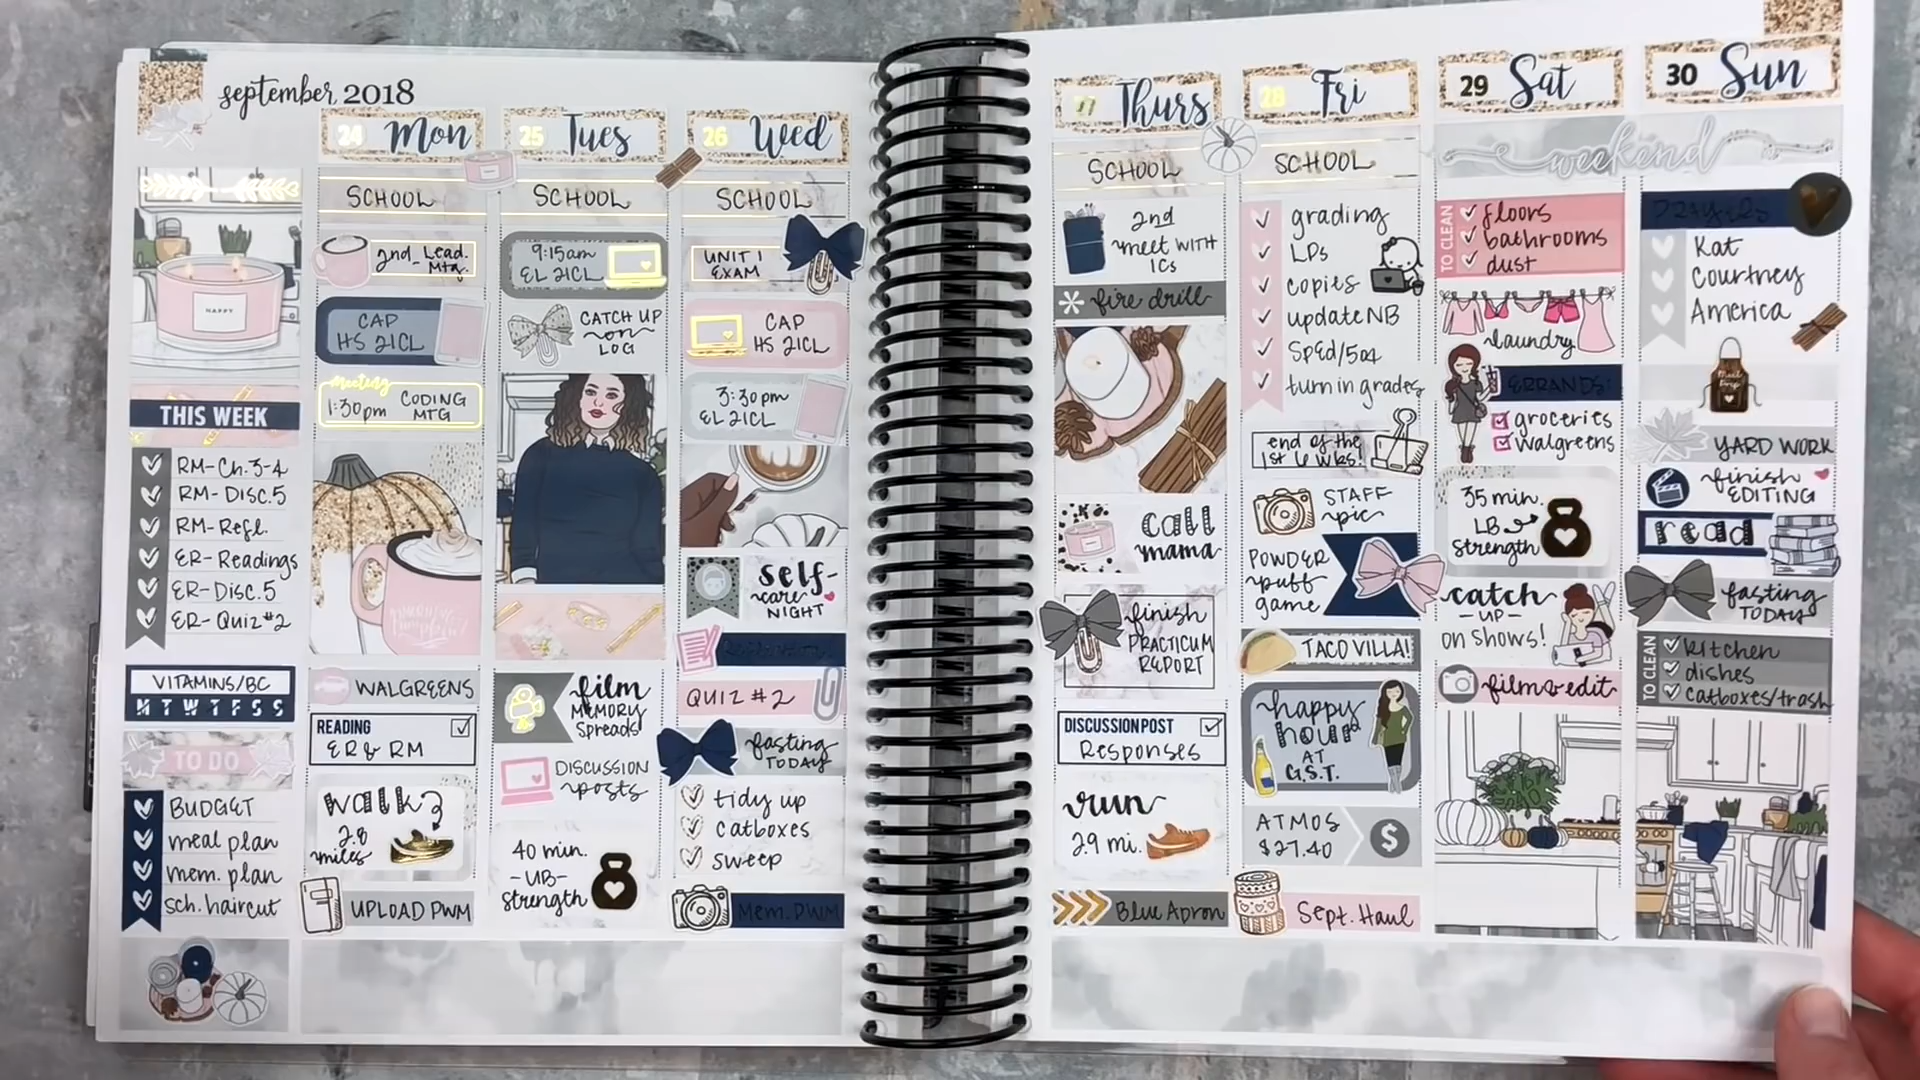 september 2018
HAPPY
THIS WEEK
RM-Ch.3-4
RM-Disc.5
RM-Refl.
ER-Readings
ER-Disc.5
ER-Quiz #2
VITAMINS/BC
M T W T F S S
TO DO
BUDGET
meal plan
mem. plan
sch. haircut
24 Mon
SCHOOL
2nd Lead.
Mtg.
CAP
HS 21CL
Meeting
1:30pm CODING
MTG
WALGREENS
READING
ER & RM
walk
2.8
miles
UPLOAD PWM
25 Tues
SCHOOL
9:15am
EL 21CL
CATCH UP
on
LOG
film
MEMORY
Spreads
DISCUSSION
posts
40 min.
-UB-
Strength
26 Wed
SCHOOL
UNIT 1
EXAM
CAP
HS 21CL
3:30pm
EL 21CL
self-
care
NIGHT
QUIZ #2
fasting
TODAY
tidy up
catboxes
sweep
Mem. PWM
27 Thurs
SCHOOL
2nd
meet WITH
ICs
fire drill
call
mama
finish
PRACTICUM
REPORT
DISCUSSION POST
Responses
run
2.9 mi.
Blue Apron
28 Fri
SCHOOL
grading
LPs
copies
update NB
Sped/504
turn in grades
end of the
1st 6 wks!
STAFF
pic
POWDER
puff
game
TACO VILLA!
happy
hour
AT
G.S.T.
ATMOS
$27.40
$
Sept. Haul
29 Sat
weekend
TO CLEAN
floors
bathrooms
dust
laundry
ERRANDS:
groceries
walgreens
35 min.
LB
Strength
catch
-UP-
on shows!
film & edit
30 Sun
Kat
Courtney
America
YARD WORK
finish
EDITING
read
fasting
TODAY
TO CLEAN
kitchen
dishes
catboxes/trash